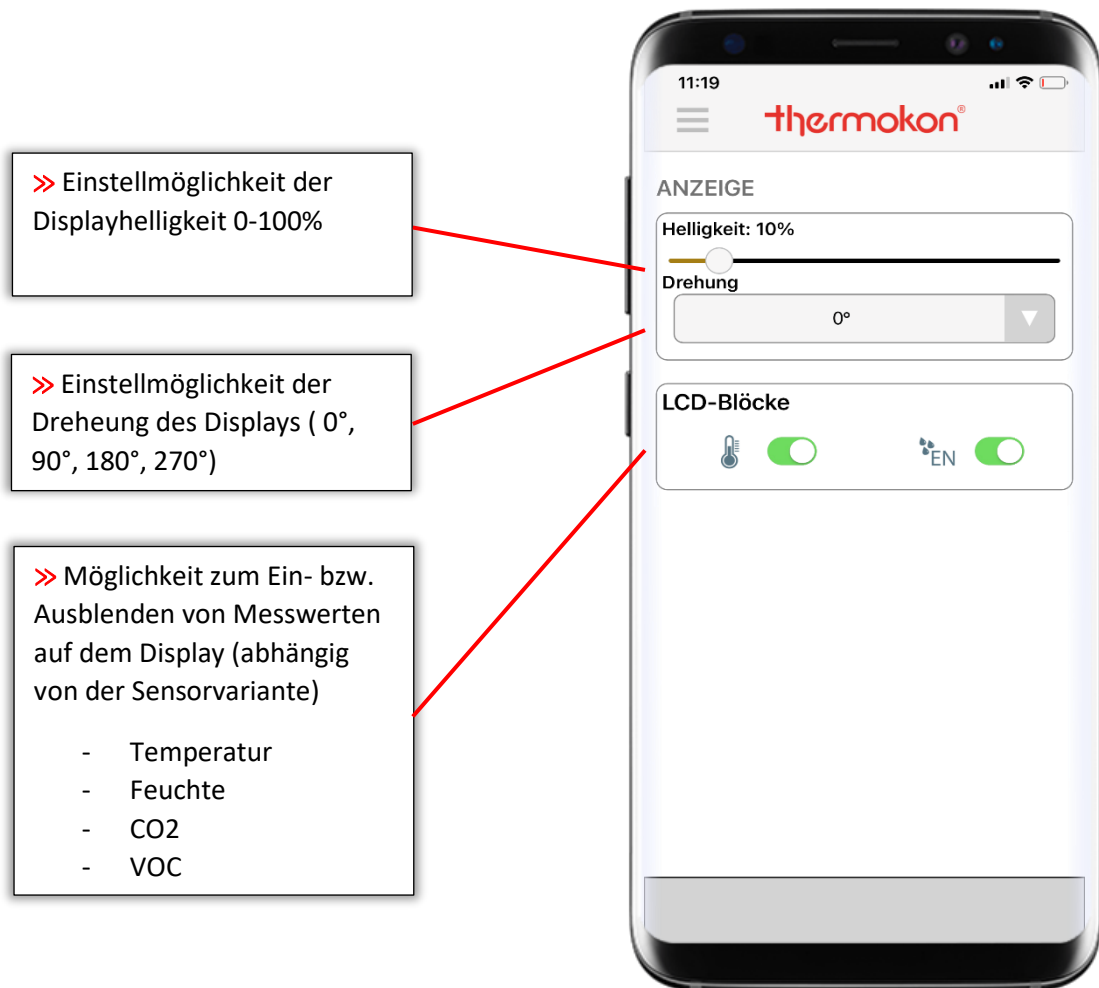 » Einstellmöglichkeit der
Displayhelligkeit 0-100%
» Einstellmöglichkeit der
Dreheung des Displays ( 0°,
90°, 180°, 270°)
» Möglichkeit zum Ein- bzw.
Ausblenden von Messwerten
auf dem Display (abhängig
von der Sensorvariante)
- Temperatur
- Feuchte
- CO2
- VOC
11:19
thermokon®
ANZEIGE
Helligkeit: 10%
Drehung
0°
LCD-Blöcke
EN